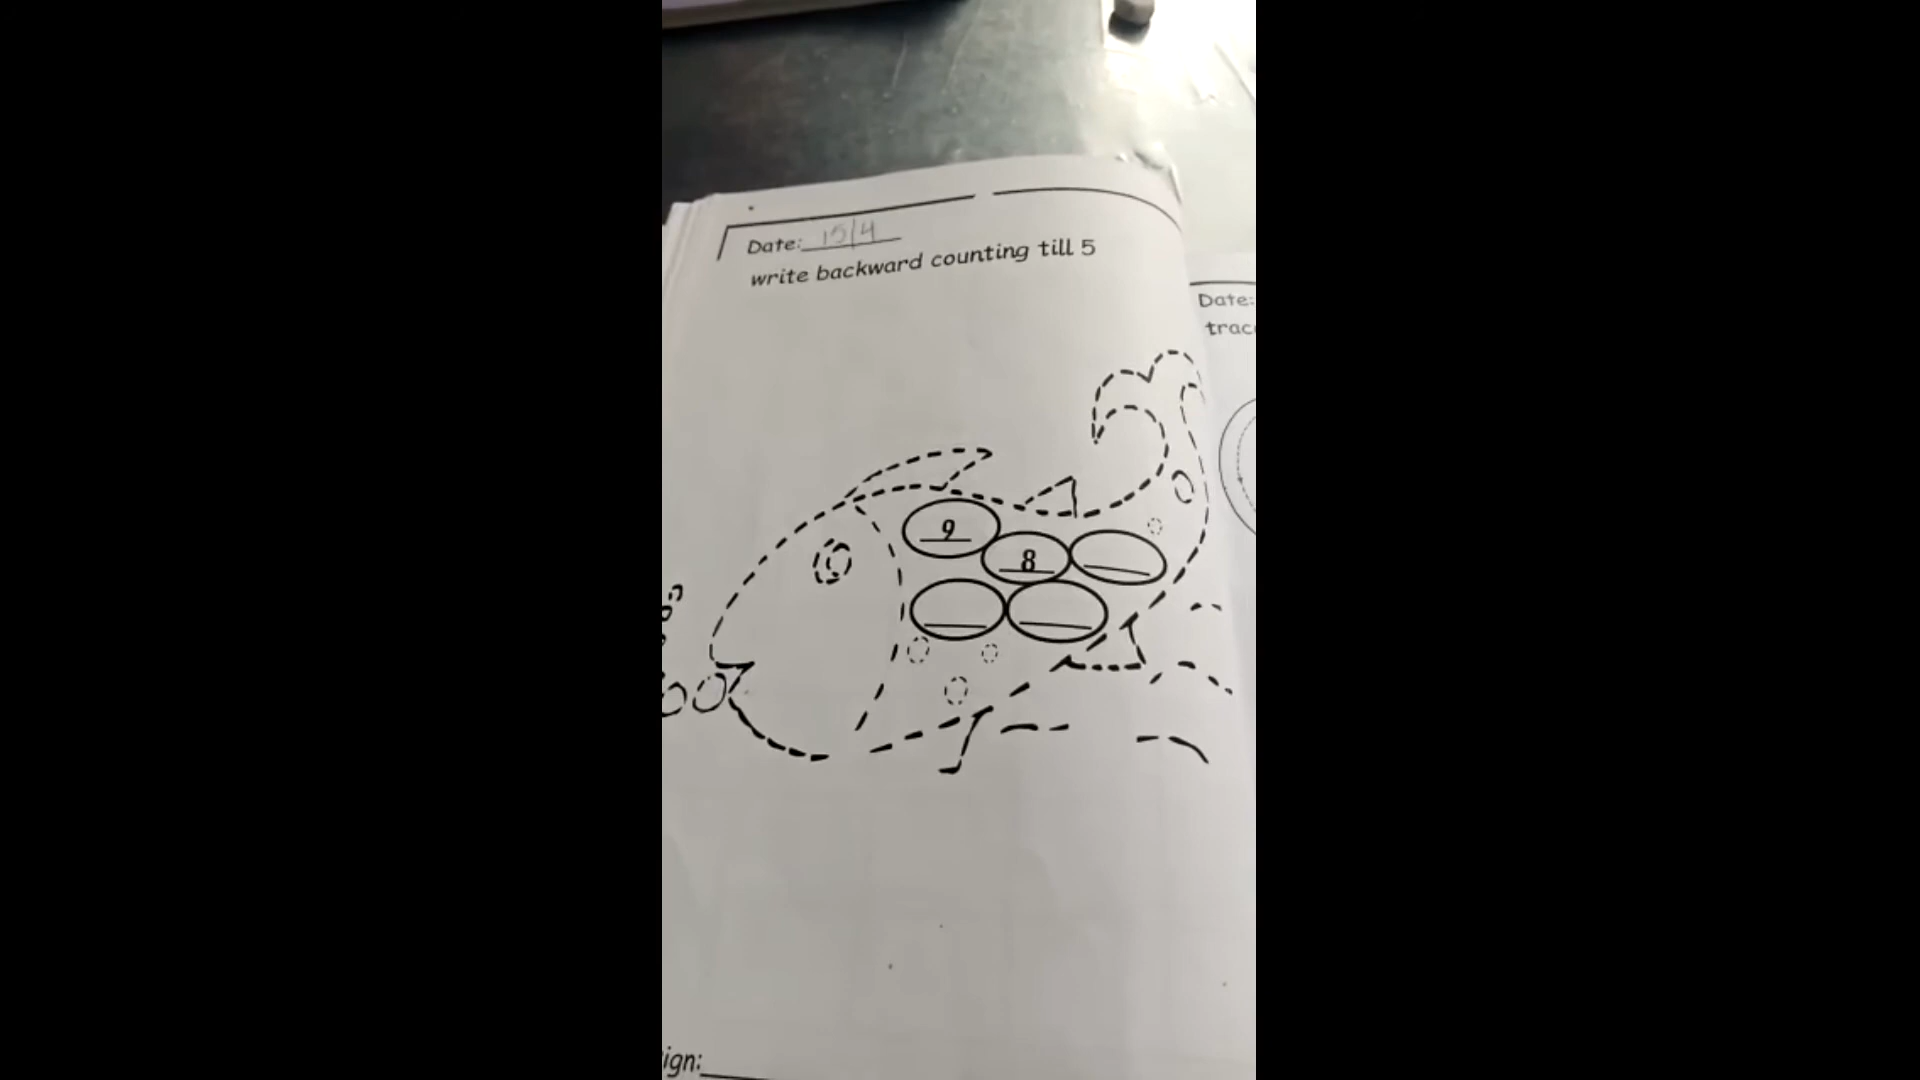 Date: 15/4
write backward counting till 5
Date:
trac
9
8
ign: